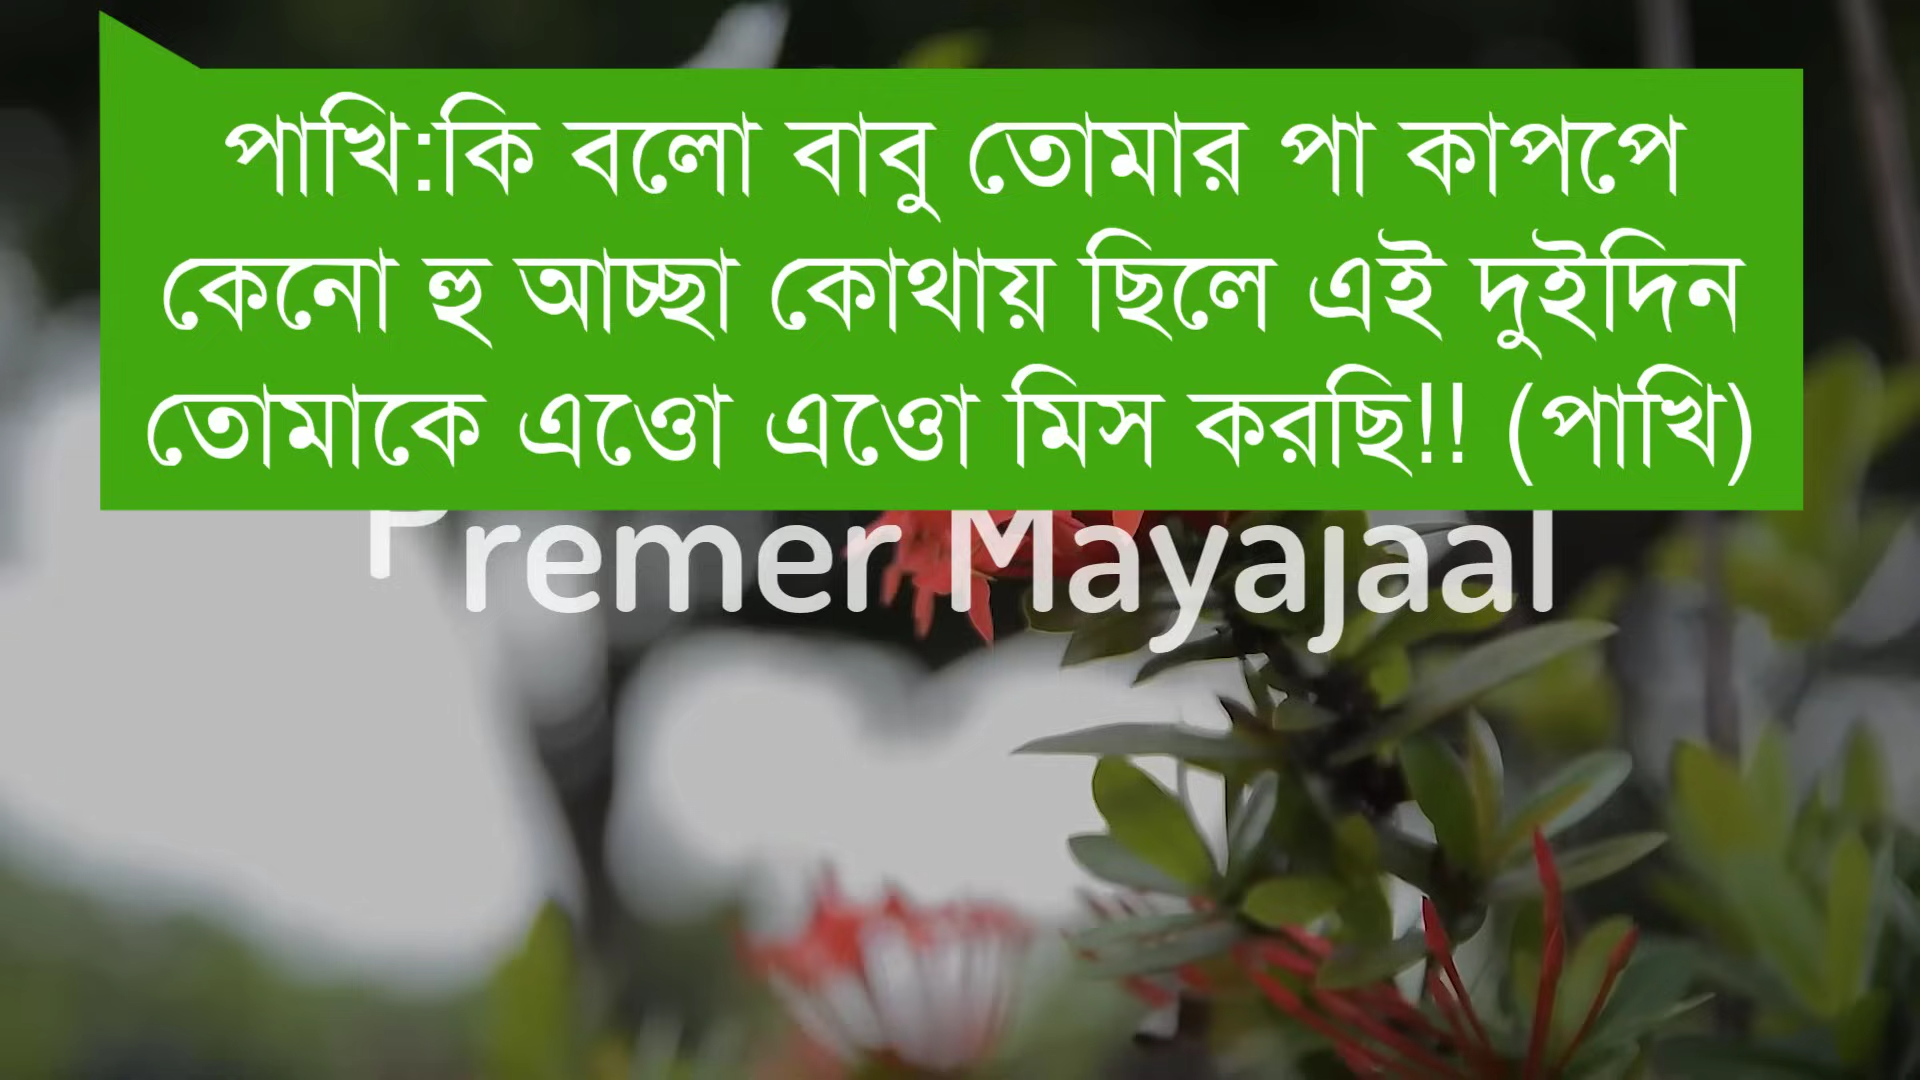 পাখি:কি বলো বাবু তোমার পা কাপপে
কেনো হু আচ্ছা কোথায় ছিলে এই দুইদিন
তোমাকে এত্তো এত্তো মিস করছি!! (পাখি)
Premer Mayajaal